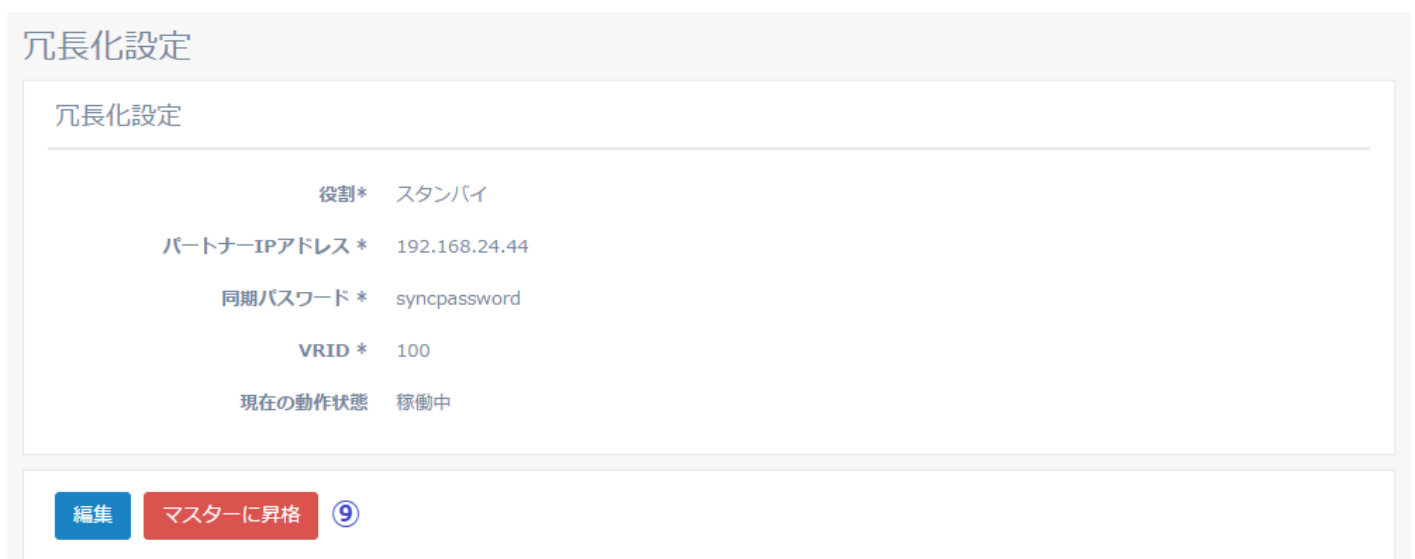 冗長化設定
冗長化設定
役割* スタンバイ
パートナーIPアドレス * 192.168.24.44
同期パスワード * syncpassword
VRID * 100
現在の動作状態 稼働中
編集 マスターに昇格 ⑨